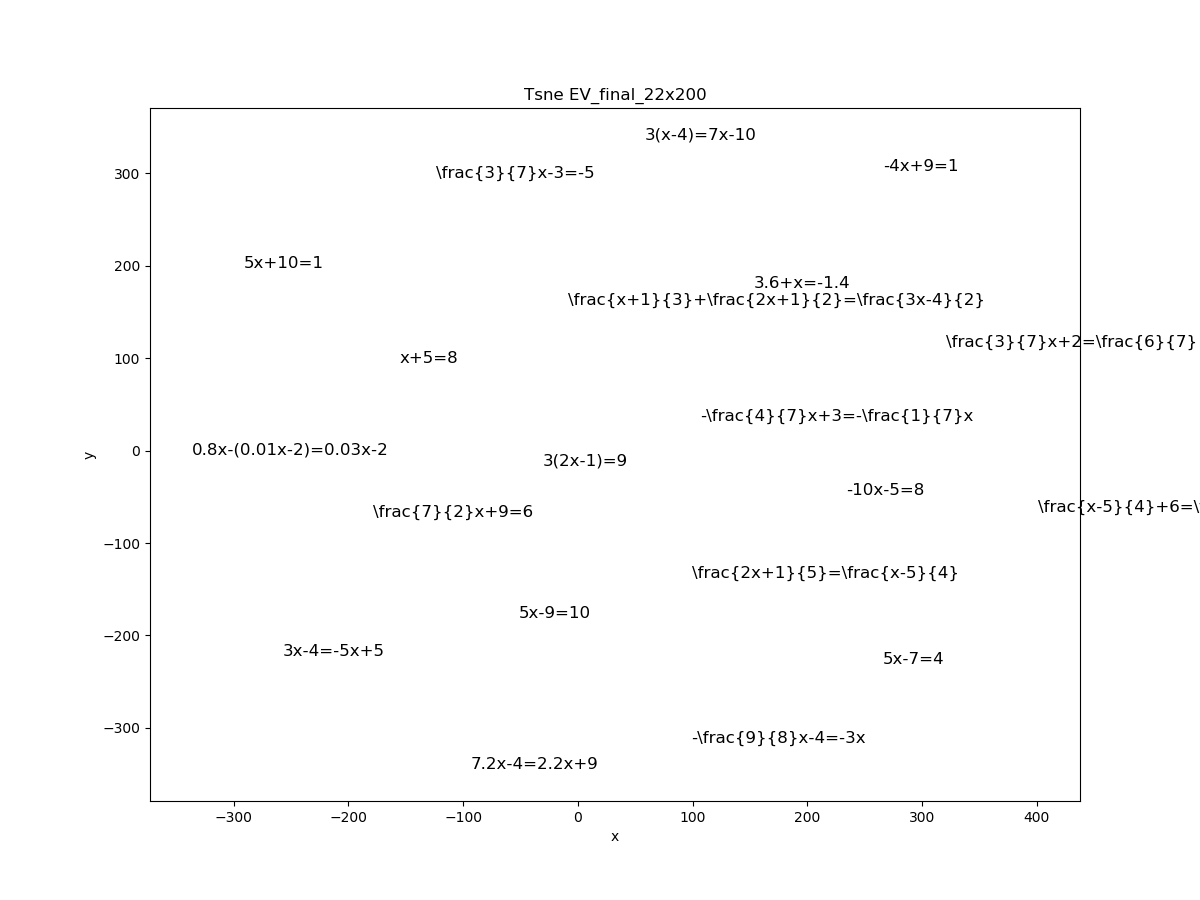 Tsne EV_final_22x200
3(x-4)=7x-10
-4x+9=1
\frac{3}{7}x-3=-5
300
5x+10=1
200
3.6+x=-1.4
\frac{x+1}{3}+\frac{2x+1}{2}=\frac{3x-4}{2}
\frac{3}{7}x+2=\frac{6}{7}
x+5=8
100
-\frac{4}{7}x+3=-\frac{1}{7}x
0.8x-(0.01x-2)=0.03x-2
0
y
3(2x-1)=9
-10x-5=8
\frac{x-5}{4}+6=\
\frac{7}{2}x+9=6
−100
\frac{2x+1}{5}=\frac{x-5}{4}
5x-9=10
−200
3x-4=-5x+5
5x-7=4
−300
-\frac{9}{8}x-4=-3x
7.2x-4=2.2x+9
−300 −200 −100 0 100 200 300 400
x